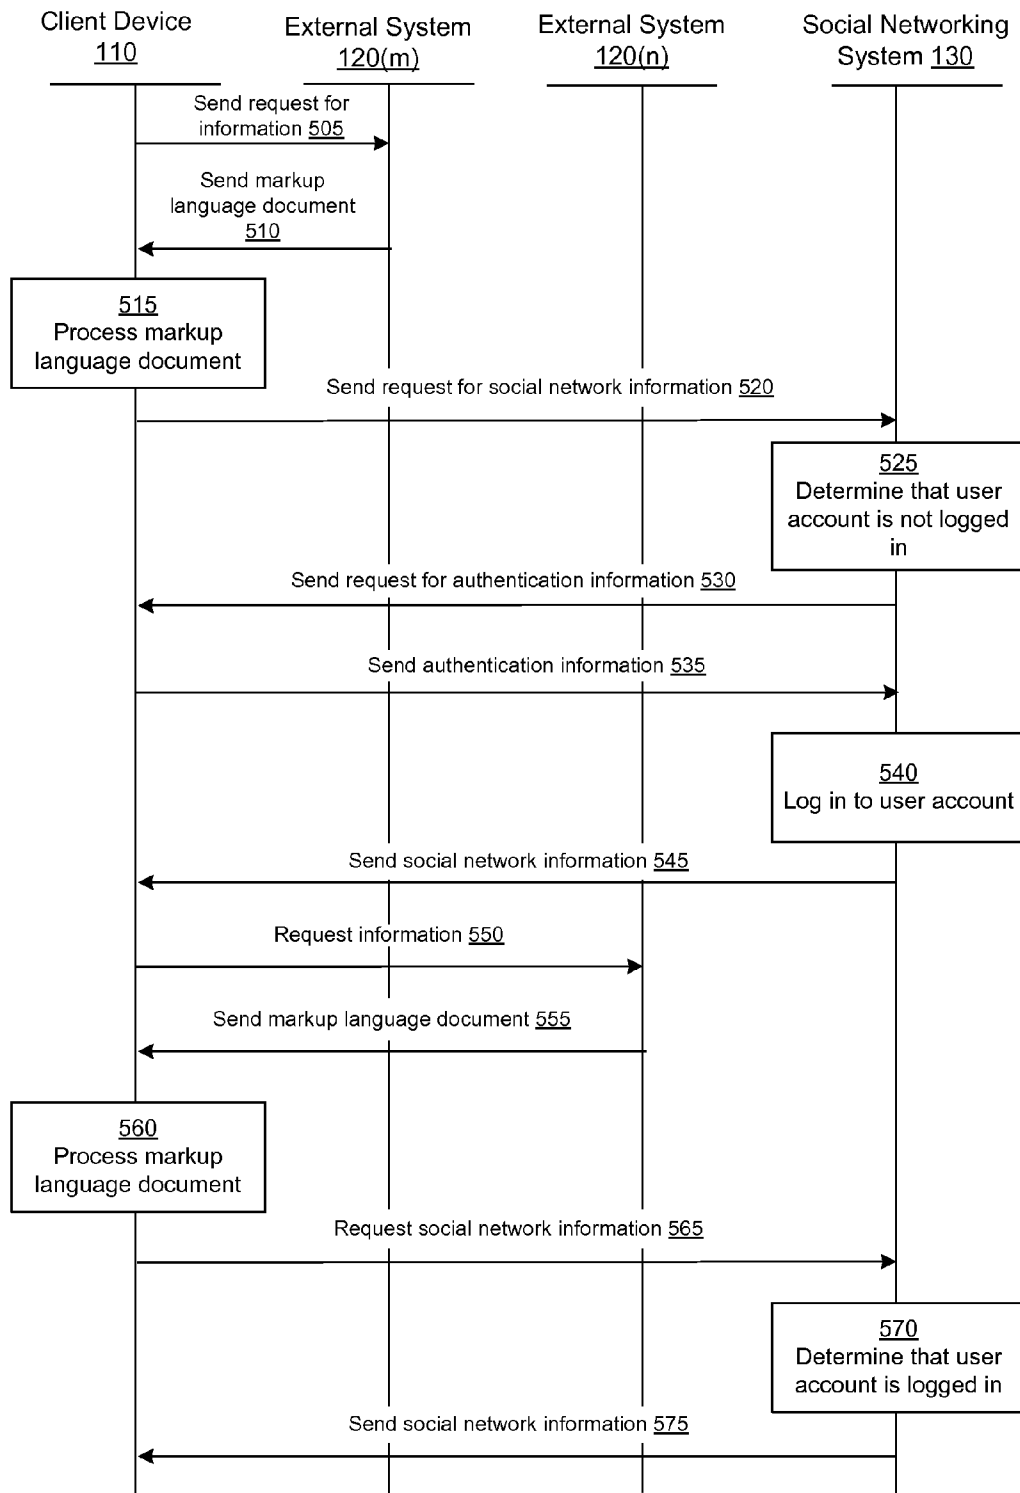 Client Device
110
External System
120(m)
External System
120(n)
Social Networking
System 130
Send request for
information 505
Send markup
language document
510
515
Process markup
language document
Send request for social network information 520
525
Determine that user
account is not logged
in
Send request for authentication information 530
Send authentication information 535
540
Log in to user account
Send social network information 545
Request information 550
Send markup language document 555
560
Process markup
language document
Request social network information 565
570
Determine that user
account is logged in
Send social network information 575